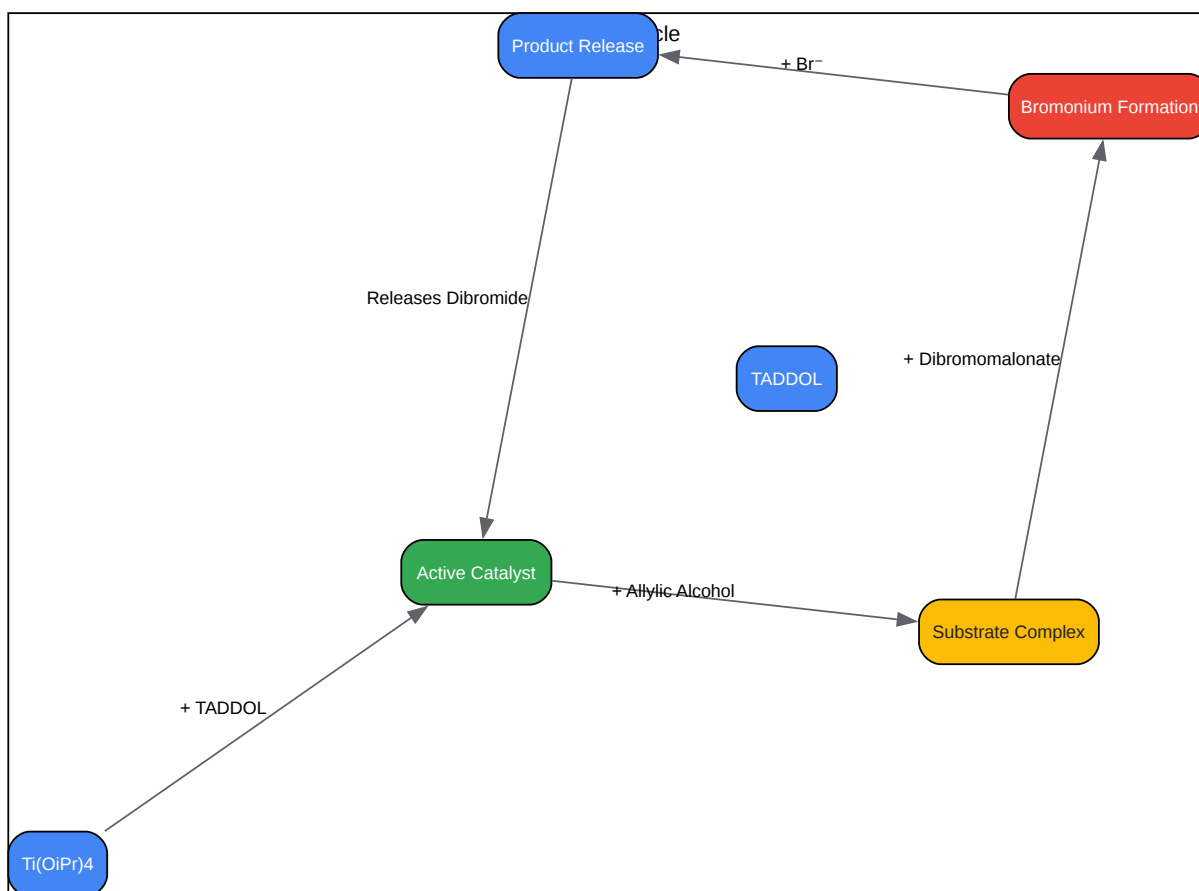 Product Release
+ Br⁻
Bromonium Formation
Releases Dibromide
+ Dibromomalonate
TADDOL
Active Catalyst
+ Allylic Alcohol
Substrate Complex
+ TADDOL
Ti(OiPr)4